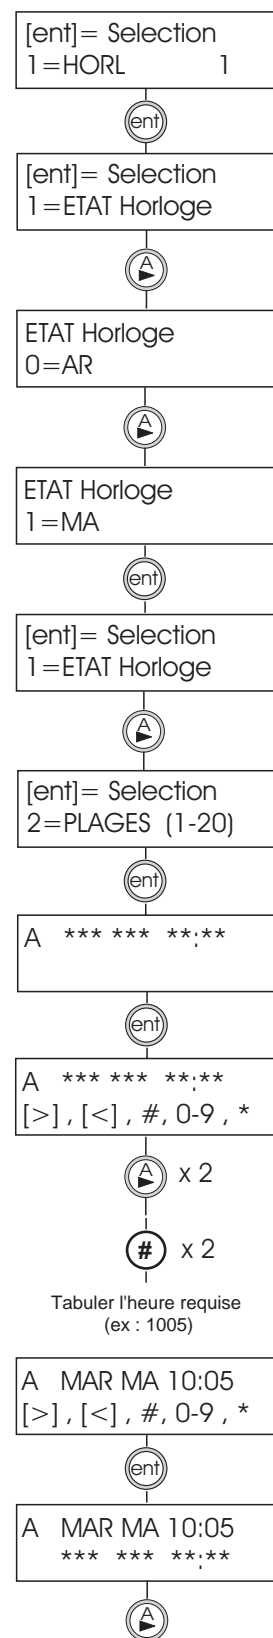 [ent]= Selection
1=HORL 1
ent
[ent]= Selection
1=ETAT Horloge
A
ETAT Horloge
0=AR
A
ETAT Horloge
1=MA
ent
[ent]= Selection
1=ETAT Horloge
A
[ent]= Selection
2=PLAGES (1-20)
ent
A *** *** **:**
ent
A *** *** **:**
[>] , [<] , #, 0-9 , *
A x 2
# x 2
Tabuler l'heure requise
(ex : 1005)
A MAR MA 10:05
[>] , [<] , #, 0-9 , *
ent
A MAR MA 10:05
*** *** **:**
A